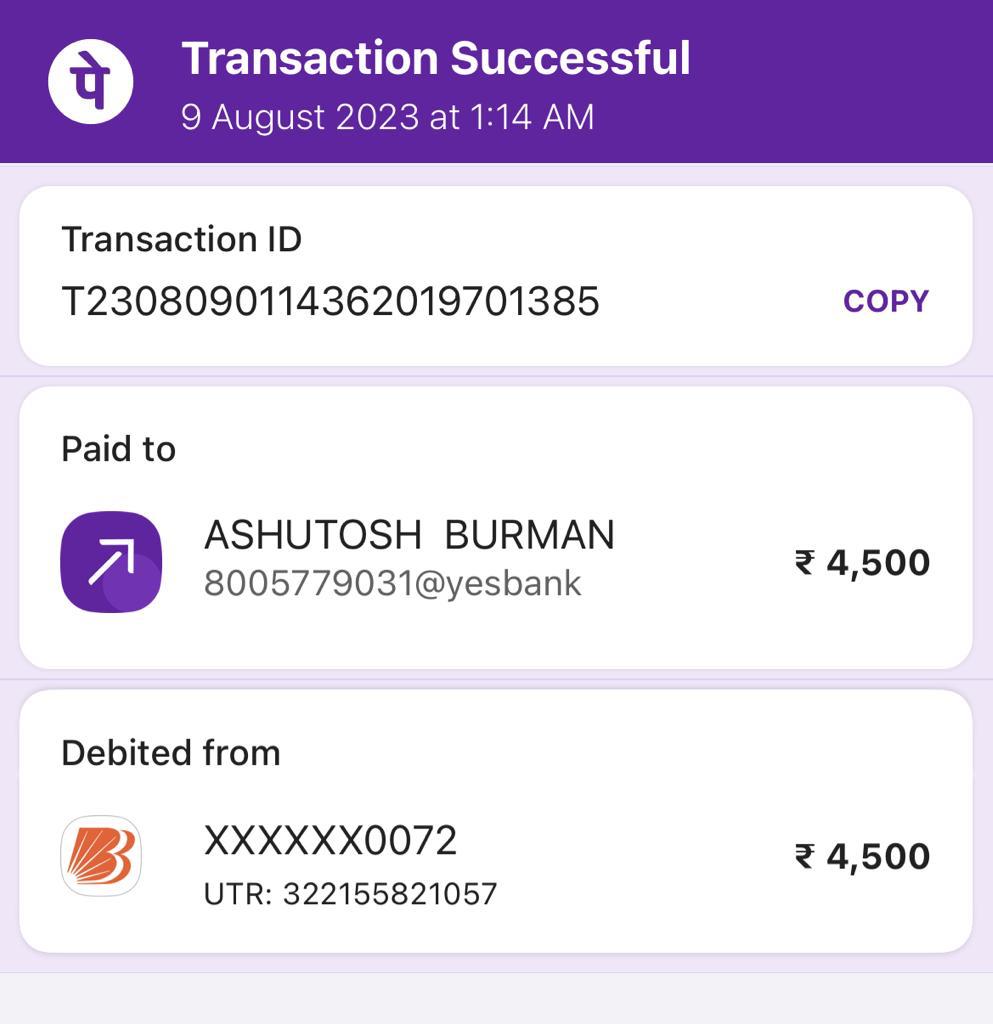 पे
Transaction Successful
9 August 2023 at 1:14 AM
Transaction ID
T2308090114362019701385
COPY
Paid to
ASHUTOSH BURMAN
8005779031@yesbank
₹ 4,500
Debited from
XXXXXX0072
₹ 4,500
UTR: 322155821057